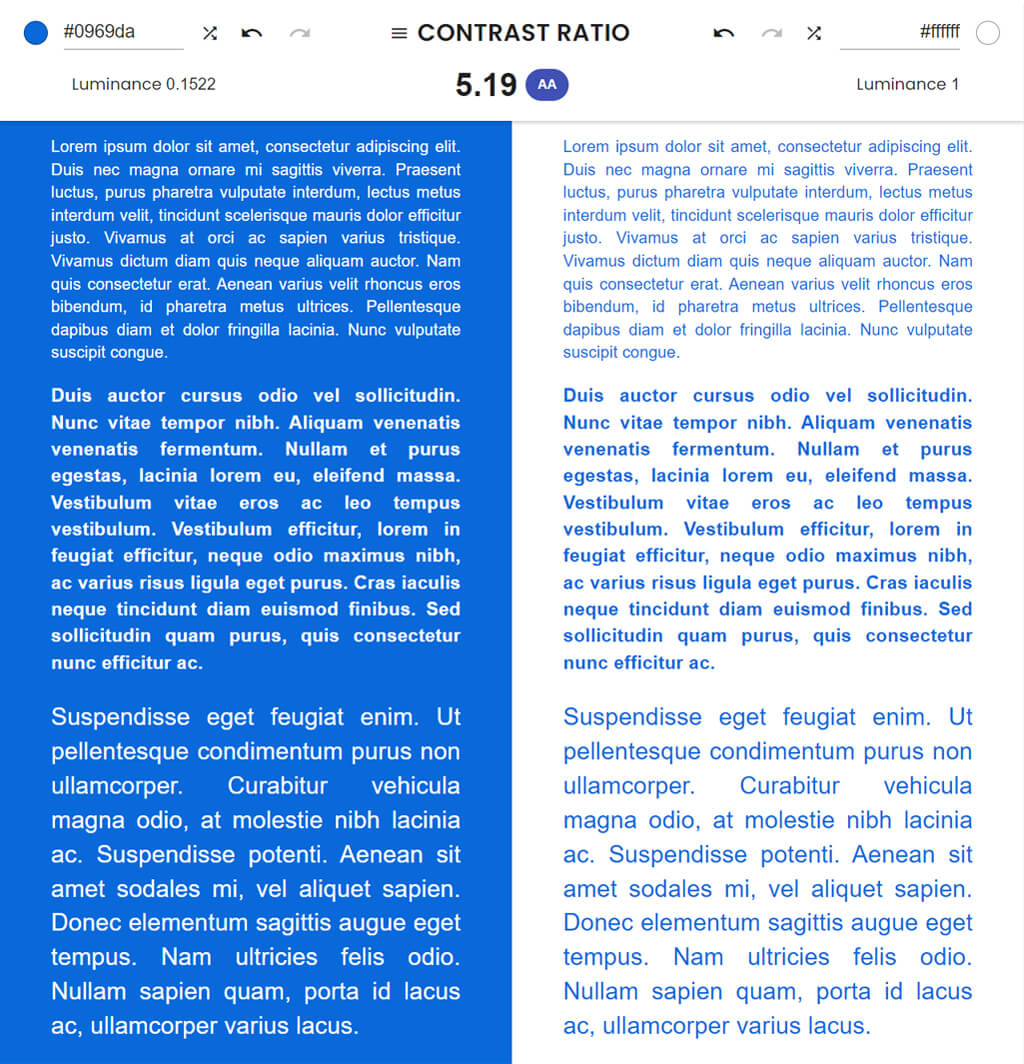 #0969da
CONTRAST RATIO
#ffffff
Luminance 0.1522
5.19 AA
Luminance 1
Lorem ipsum dolor sit amet, consectetur adipiscing elit.
Duis nec magna ornare mi sagittis viverra. Praesent
luctus, purus pharetra vulputate interdum, lectus metus
interdum velit, tincidunt scelerisque mauris dolor efficitur
justo. Vivamus at orci ac sapien varius tristique.
Vivamus dictum diam quis neque aliquam auctor. Nam
quis consectetur erat. Aenean varius velit rhoncus eros
bibendum, id pharetra metus ultrices. Pellentesque
dapibus diam et dolor fringilla lacinia. Nunc vulputate
suscipit congue.
Duis auctor cursus odio vel sollicitudin.
Nunc vitae tempor nibh. Aliquam venenatis
venenatis fermentum. Nullam et purus
egestas, lacinia lorem eu, eleifend massa.
Vestibulum vitae eros ac leo tempus
vestibulum. Vestibulum efficitur, lorem in
feugiat efficitur, neque odio maximus nibh,
ac varius risus ligula eget purus. Cras iaculis
neque tincidunt diam euismod finibus. Sed
sollicitudin quam purus, quis consectetur
nunc efficitur ac.
Suspendisse eget feugiat enim. Ut
pellentesque condimentum purus non
ullamcorper. Curabitur vehicula
magna odio, at molestie nibh lacinia
ac. Suspendisse potenti. Aenean sit
amet sodales mi, vel aliquet sapien.
Donec elementum sagittis augue eget
tempus. Nam ultricies felis odio.
Nullam sapien quam, porta id lacus
ac, ullamcorper varius lacus.
Lorem ipsum dolor sit amet, consectetur adipiscing elit.
Duis nec magna ornare mi sagittis viverra. Praesent
luctus, purus pharetra vulputate interdum, lectus metus
interdum velit, tincidunt scelerisque mauris dolor efficitur
justo. Vivamus at orci ac sapien varius tristique.
Vivamus dictum diam quis neque aliquam auctor. Nam
quis consectetur erat. Aenean varius velit rhoncus eros
bibendum, id pharetra metus ultrices. Pellentesque
dapibus diam et dolor fringilla lacinia. Nunc vulputate
suscipit congue.
Duis auctor cursus odio vel sollicitudin.
Nunc vitae tempor nibh. Aliquam venenatis
venenatis fermentum. Nullam et purus
egestas, lacinia lorem eu, eleifend massa.
Vestibulum vitae eros ac leo tempus
vestibulum. Vestibulum efficitur, lorem in
feugiat efficitur, neque odio maximus nibh,
ac varius risus ligula eget purus. Cras iaculis
neque tincidunt diam euismod finibus. Sed
sollicitudin quam purus, quis consectetur
nunc efficitur ac.
Suspendisse eget feugiat enim. Ut
pellentesque condimentum purus non
ullamcorper. Curabitur vehicula
magna odio, at molestie nibh lacinia
ac. Suspendisse potenti. Aenean sit
amet sodales mi, vel aliquet sapien.
Donec elementum sagittis augue eget
tempus. Nam ultricies felis odio.
Nullam sapien quam, porta id lacus
ac, ullamcorper varius lacus.